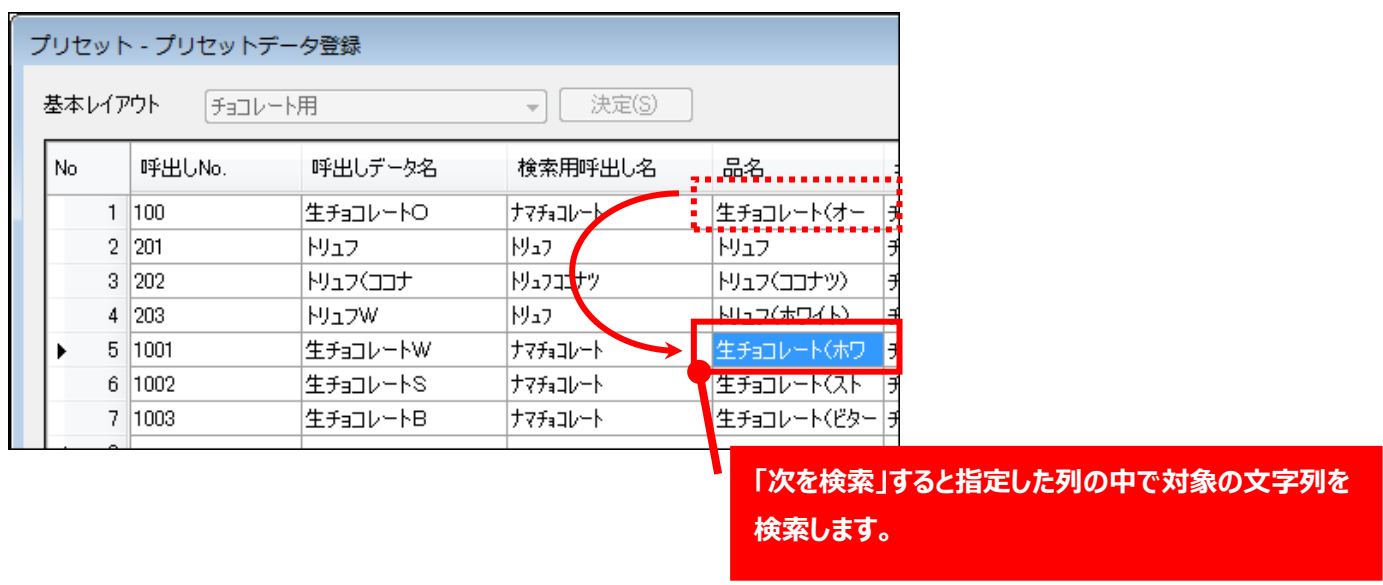 プリセット - プリセットデータ登録
基本レイアウト チョコレート用 決定(S)
No 呼出しNo. 呼出しデータ名 検索用呼出し名 品名
1 100 生チョコレートO ﾅﾏﾁｮｺﾚｰﾄ 生チョコレート(オー チ
2 201 トリュフ ﾄﾘｭﾌ トリュフ チ
3 202 トリュフ(ココナ ﾄﾘｭﾌｺｺﾅﾂ トリュフ(ココナツ) チ
4 203 トリュフW ﾄﾘｭﾌ トリュフ(ホワイト) チ
5 1001 生チョコレートW ﾅﾏﾁｮｺﾚｰﾄ 生チョコレート(ホワ チ
6 1002 生チョコレートS ﾅﾏﾁｮｺﾚｰﾄ 生チョコレート(スト チ
7 1003 生チョコレートB ﾅﾏﾁｮｺﾚｰﾄ 生チョコレート(ビター チ
「次を検索」すると指定した列の中で対象の文字列を
検索します。